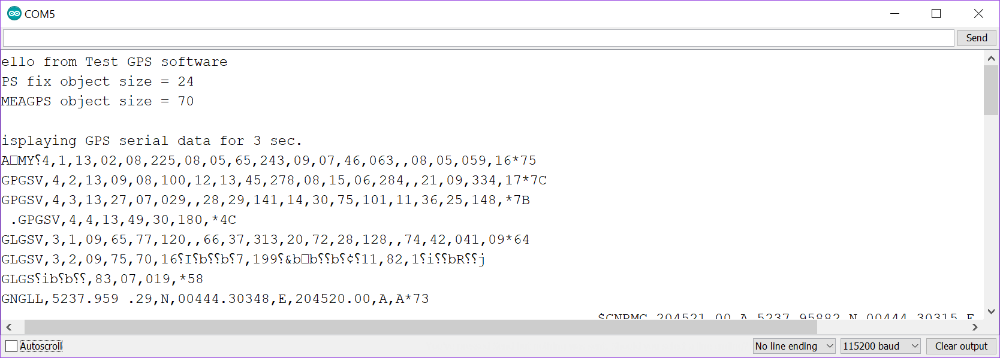 COM5
Send
ello from Test GPS software
PS fix object size = 24
MEAGPS object size = 70
isplaying GPS serial data for 3 sec.
A□MY⸮4,1,13,02,08,225,08,05,65,243,09,07,46,063,,08,05,059,16*75
GPGSV,4,2,13,09,08,100,12,13,45,278,08,15,06,284,,21,09,334,17*7C
GPGSV,4,3,13,27,07,029,,28,29,141,14,30,75,101,11,36,25,148,*7B
.GPGSV,4,4,13,49,30,180,*4C
GLGSV,3,1,09,65,77,120,,66,37,313,20,72,28,128,,74,42,041,09*64
GLGSV,3,2,09,75,70,16⸮I⸮b⸮⸮b⸮7,199⸮&b□b⸮⸮b⸮¢⸮11,82,1⸮i⸮⸮bR⸮⸮j
GLGS⸮ib⸮b⸮⸮,83,07,019,*58
GNGLL,5237.959 .29,N,00444.30348,E,204520.00,A,A*73
$GNRMC,204521.00,A,5237.95882,N,00444.30315,E
Autoscroll
No line ending
115200 baud
Clear output